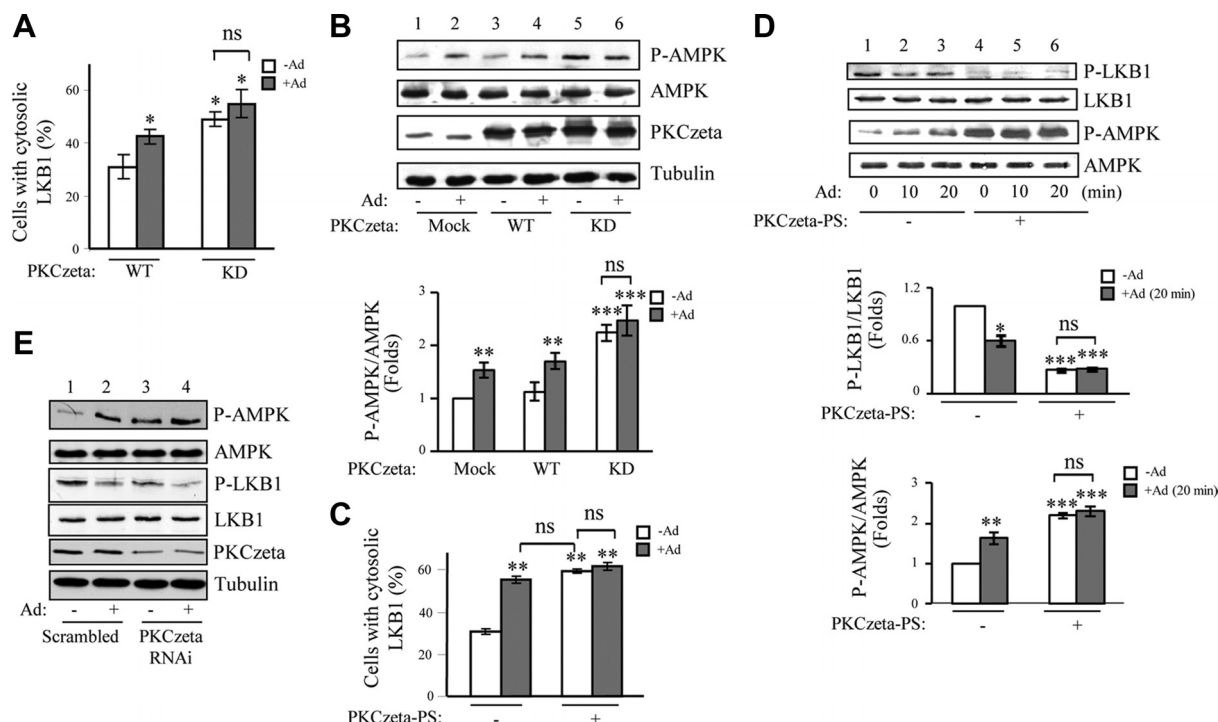 A
ns
-Ad
+Ad
*
*
*
60
40
20
0
Cells with cytosolic
LKB1 (%)
PKCzeta: WT KD
B
1 2 3 4 5 6
P-AMPK
AMPK
PKCzeta
Tubulin
Ad: - + - + - +
PKCzeta: Mock WT KD
ns
-Ad
+Ad
*** ***
** **
3
2
1
0
P-AMPK/AMPK
(Folds)
PKCzeta: Mock WT KD
C
ns ns
-Ad
+Ad
** ** **
60
40
20
0
Cells with cytosolic
LKB1 (%)
PKCzeta-PS: - +
D
1 2 3 4 5 6
P-LKB1
LKB1
P-AMPK
AMPK
Ad: 0 10 20 0 10 20 (min)
PKCzeta-PS: - +
-Ad
+Ad (20 min)
1.2
0.6
0
*
ns
*** ***
P-LKB1/LKB1
(Folds)
PKCzeta-PS: - +
-Ad
+Ad (20 min)
ns
*** ***
**
3
2
1
0
P-AMPK/AMPK
(Folds)
PKCzeta-PS: - +
E
1 2 3 4
P-AMPK
AMPK
P-LKB1
LKB1
PKCzeta
Tubulin
Ad: - + - +
Scrambled PKCzeta
RNAi